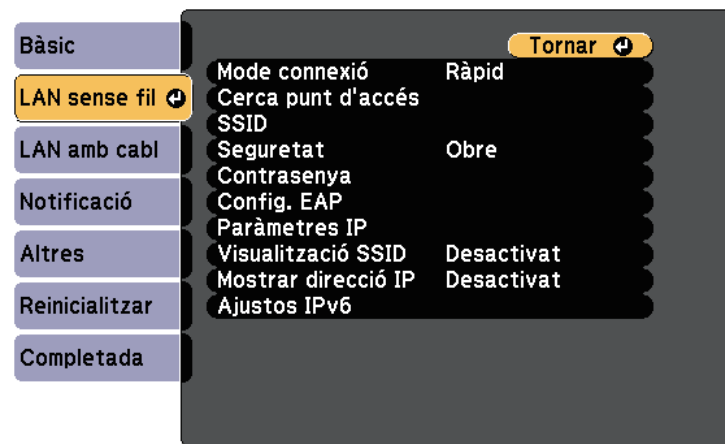 Bàsic
LAN sense fil
LAN amb cabl
Notificació
Altres
Reinicialitzar
Completada
Tornar
Mode connexió Ràpid
Cerca punt d'accés
SSID
Seguretat Obre
Contrasenya
Config. EAP
Paràmetres IP
Visualització SSID Desactivat
Mostrar direcció IP Desactivat
Ajustos IPv6